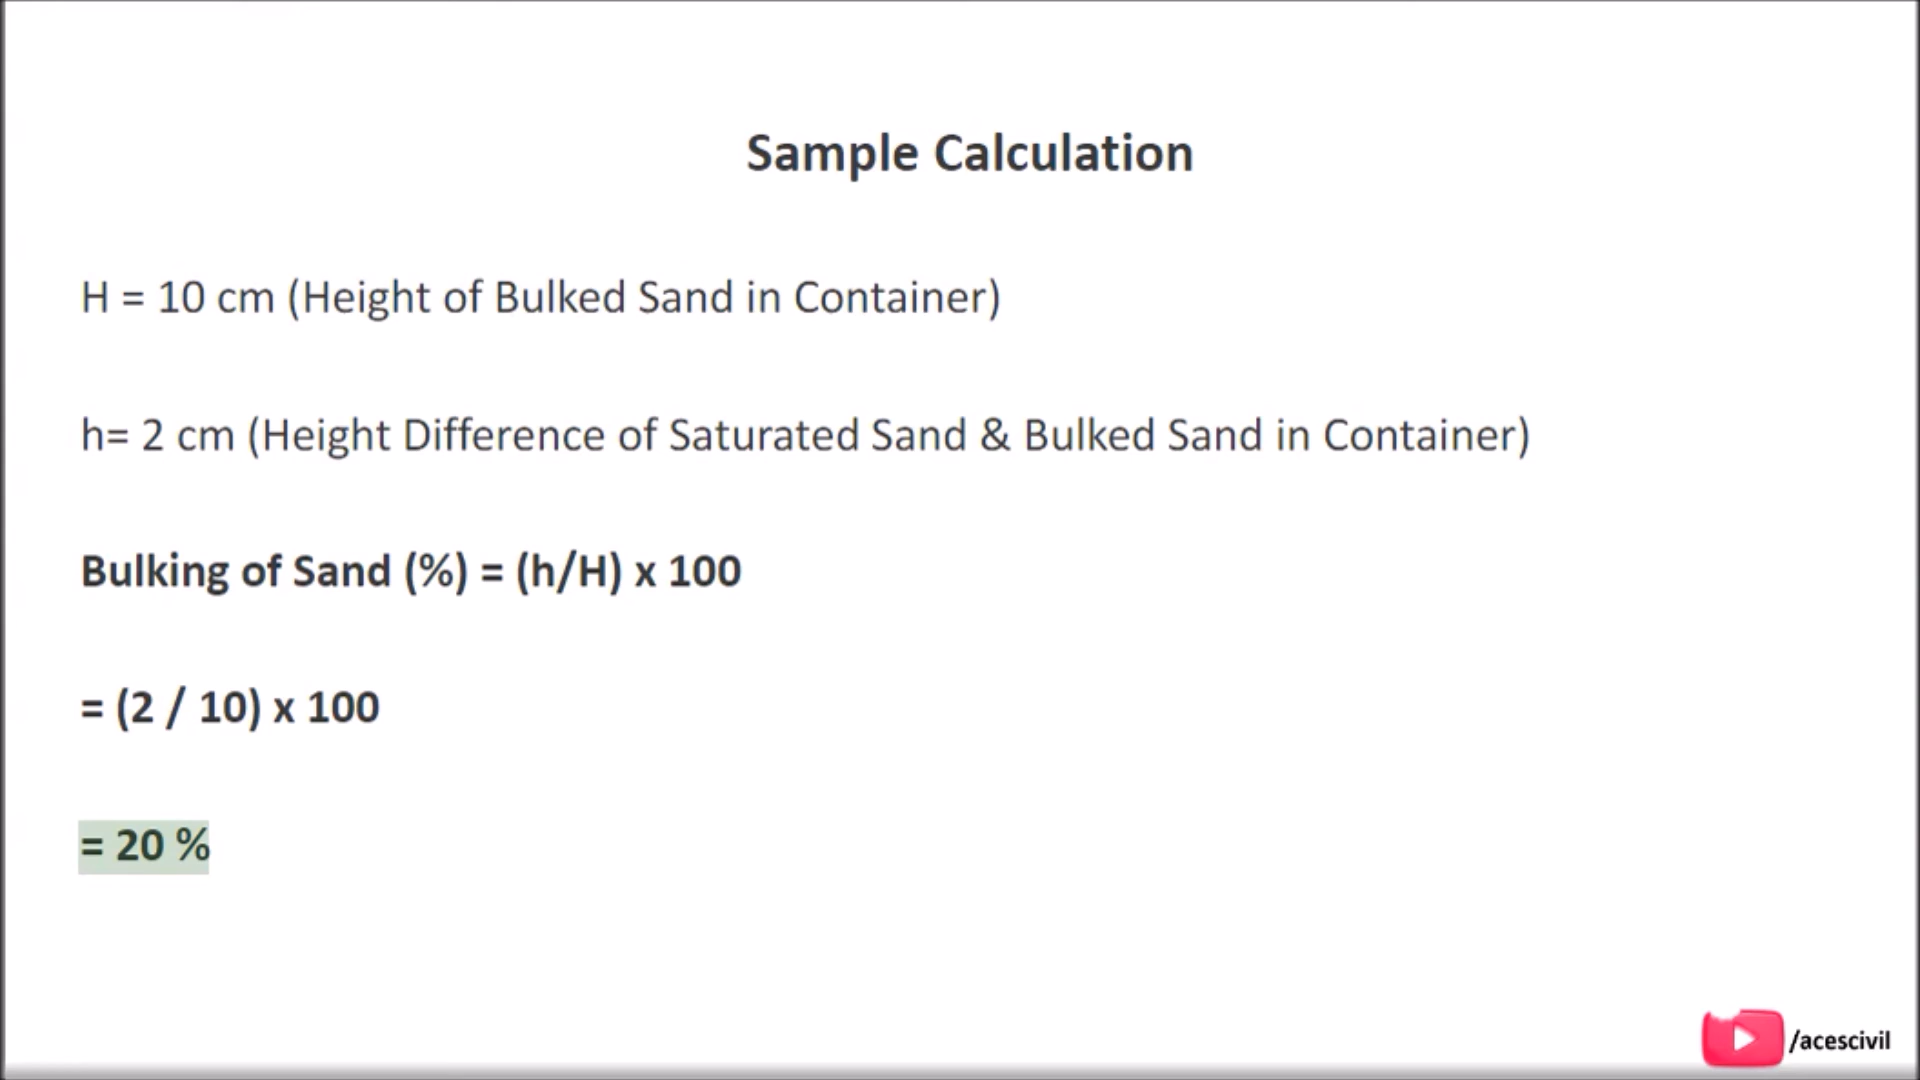 Sample Calculation
H = 10 cm (Height of Bulked Sand in Container)
h= 2 cm (Height Difference of Saturated Sand & Bulked Sand in Container)
Bulking of Sand (%) = (h/H) x 100
= (2 / 10) x 100
= 20 %
/acescivil